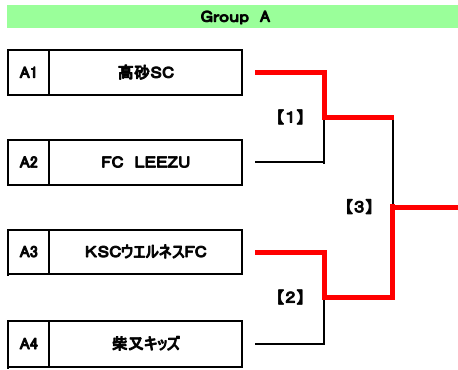 Group A
A1 高砂SC
【1】
A2 FC LEEZU
【3】
A3 KSCウエルネスFC
【2】
A4 柴又キッズ